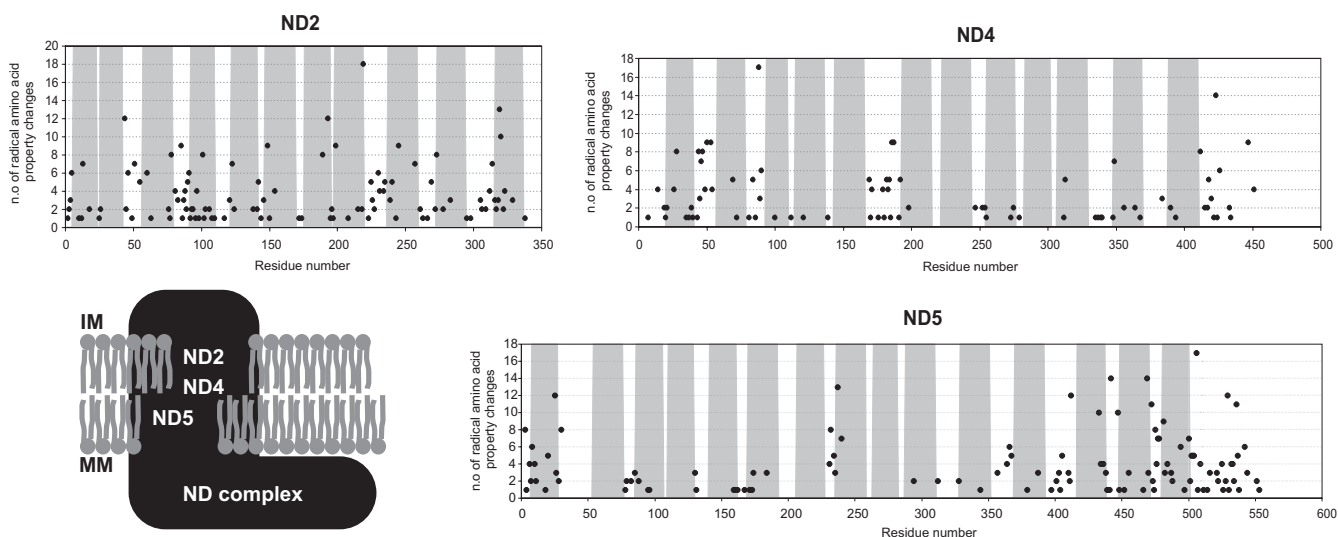 ND2
n.o of radical amino acid
property changes
20
18
16
14
12
10
8
6
4
2
0
0 50 100 150 200 250 300 350
Residue number
ND4
n.o of radical amino acid
property changes
18
16
14
12
10
8
6
4
2
0
0 50 100 150 200 250 300 350 400 450 500
Residue number
IM
ND2
ND4
ND5
MM
ND complex
ND5
n.o of radical amino acid
property changes
18
16
14
12
10
8
6
4
2
0
0 50 100 150 200 250 300 350 400 450 500 550 600
Residue number